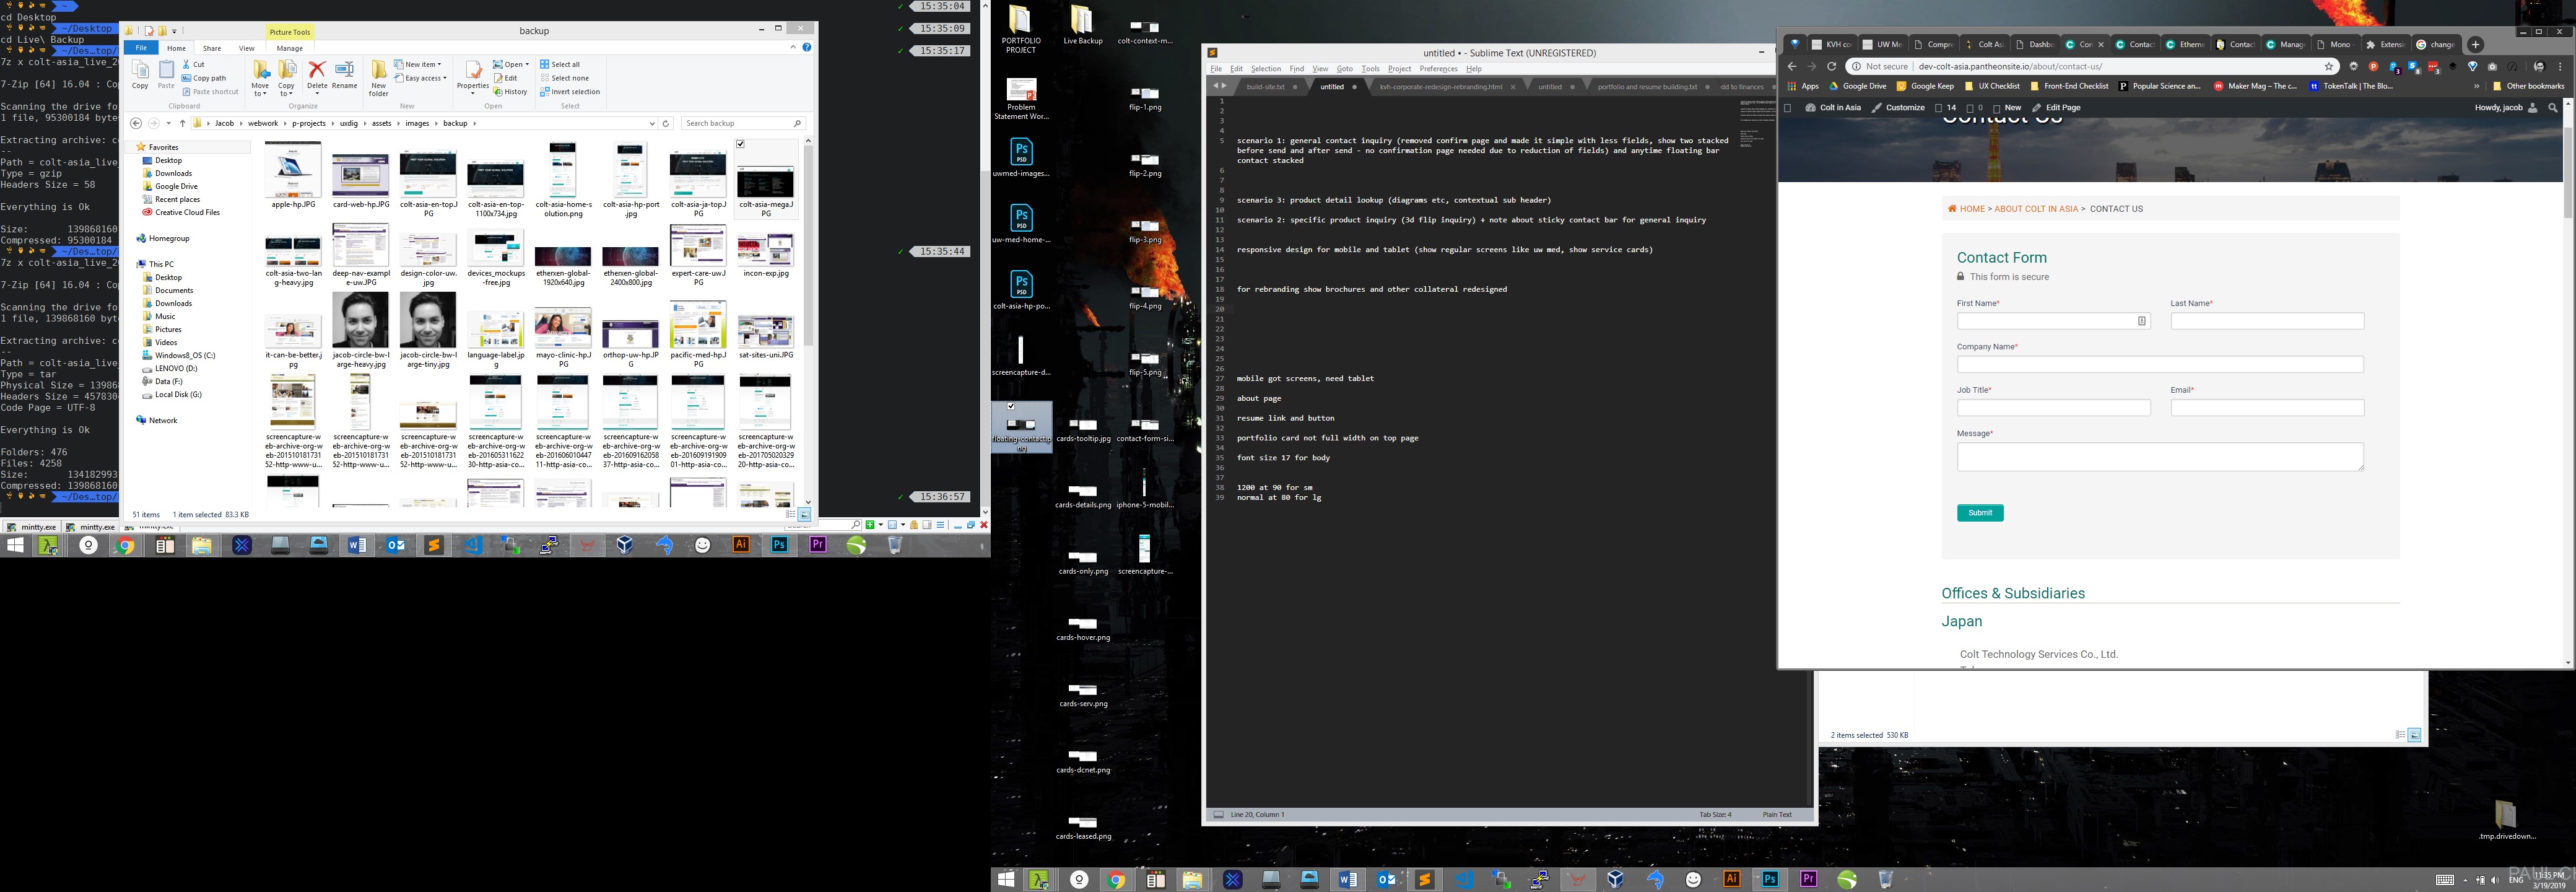 cd Desktop
~/Desktop
cd Live\ Backup
~/Des…top/
7z x colt-asia_live_2
7-Zip [64] 16.04 : Cop
Scanning the drive fo
1 file, 95300184 byte
Extracting archive: co
--
Path = colt-asia_live
Type = gzip
Headers Size = 58
Everything is Ok
Size: 139868160
Compressed: 95300184
~/Des…top/
7z x colt-asia_live_2
7-Zip [64] 16.04 : Cop
Scanning the drive fo
1 file, 139868160 byt
Extracting archive: co
--
Path = colt-asia_live
Type = tar
Physical Size = 13986
Headers Size = 457830
Code Page = UTF-8
Everything is Ok
Folders: 476
Files: 4258
Size: 134182993
Compressed: 139868160
~/Des…top/
15:35:04
15:35:09
15:35:17
15:35:44
15:36:57
mintty.exe
mintty.exe
Picture Tools
backup
File
Home
Share
View
Manage
Copy
Paste
Cut
Copy path
Paste shortcut
Clipboard
Move to
Copy to
Delete
Rename
Organize
New folder
New item
Easy access
New
Properties
Open
Edit
History
Open
Select all
Select none
Invert selection
Select
Jacob
webwork
p-projects
uxdig
assets
images
backup
Search backup
Favorites
Desktop
Downloads
Google Drive
Recent places
Creative Cloud Files
Homegroup
This PC
Desktop
Documents
Downloads
Music
Pictures
Videos
Windows8_OS (C:)
LENOVO (D:)
Data (F:)
Local Disk (G:)
Network
apple-hp.JPG
card-web-hp.JPG
colt-asia-en-top.JPG
colt-asia-en-top-1100x734.jpg
colt-asia-home-solution.png
colt-asia-hp-port.jpg
colt-asia-ja-top.JPG
colt-asia-mega.JPG
colt-asia-two-lang-heavy.jpg
deep-nav-example-uw.JPG
design-color-uw.jpg
devices_mockups-free.jpg
etherxen-global-1920x640.jpg
etherxen-global-2400x800.jpg
expert-care-uw.JPG
incon-exp.jpg
it-can-be-better.jpg
jacob-circle-bw-large-heavy.jpg
jacob-circle-bw-large-tiny.jpg
language-label.jpg
mayo-clinic-hp.JPG
orthop-uw-hp.JPG
pacific-med-hp.JPG
sat-sites-uni.JPG
screencapture-web-archive-org-web-20151018173152-http-www-u...
screencapture-web-archive-org-web-20151018173152-http-www-u...
screencapture-web-archive-org-web-20151018173152-http-www-u...
screencapture-web-archive-org-web-20160531162230-http-asia-co...
screencapture-web-archive-org-web-20160601044711-http-asia-co...
screencapture-web-archive-org-web-20160916205837-http-asia-co...
screencapture-web-archive-org-web-20160919190901-http-asia-co...
screencapture-web-archive-org-web-20170502032920-http-asia-co...
51 items
1 item selected 83.3 KB
PORTFOLIO PROJECT
Live Backup
colt-context-m...
Problem Statement Wor...
flip-1.png
uwmed-images...
flip-2.png
uw-med-home-...
flip-3.png
colt-asia-hp-po...
flip-4.png
screencapture-d...
flip-5.png
floating-contact.png
cards-tooltip.jpg
contact-form-si...
cards-details.png
iphone-5-mobil...
cards-only.png
screencapture-...
cards-hover.png
cards-serv.png
cards-dcnet.png
cards-leased.png
untitled • - Sublime Text (UNREGISTERED)
File Edit Selection Find View Goto Tools Project Preferences Help
build-site.txt
untitled
kvh-corporate-redesign-rebranding.html
untitled
portfolio and resume building.txt
dd to finances
scenario 1: general contact inquiry (removed confirm page and made it simple with less fields, show two stacked
before send and after send - no confirmation page needed due to reduction of fields) and anytime floating bar
contact stacked
scenario 3: product detail lookup (diagrams etc, contextual sub header)
scenario 2: specific product inquiry (3d flip inquiry) + note about sticky contact bar for general inquiry
responsive design for mobile and tablet (show regular screens like uw med, show service cards)
for rebranding show brochures and other collateral redesigned
mobile got screens, need tablet
about page
resume link and button
portfolio card not full width on top page
font size 17 for body
1200 at 90 for sm
normal at 80 for lg
Line 20, Column 1
Tab Size: 4
Plain Text
KVH co
UW Me
Compre
Colt Asi
Dashbo
Con
Contact
Ethern
Contact
Manag
Mono -
Extensi
change
Not secure | dev-colt-asia.pantheonsite.io/about/contact-us/
Apps
Google Drive
Google Keep
UX Checklist
Front-End Checklist
Popular Science an...
Maker Mag – The c...
TokenTalk | The Blo...
Other bookmarks
Colt in Asia
Customize
14
0
New
Edit Page
Howdy, jacob
Contact Us
HOME > ABOUT COLT IN ASIA > CONTACT US
Contact Form
This form is secure
First Name*
Last Name*
Company Name*
Job Title*
Email*
Message*
Submit
Offices & Subsidiaries
Japan
Colt Technology Services Co., Ltd.
2 items selected 530 KB
.tmp.drivedown...
ENG
11:35 PM
3/19/2019